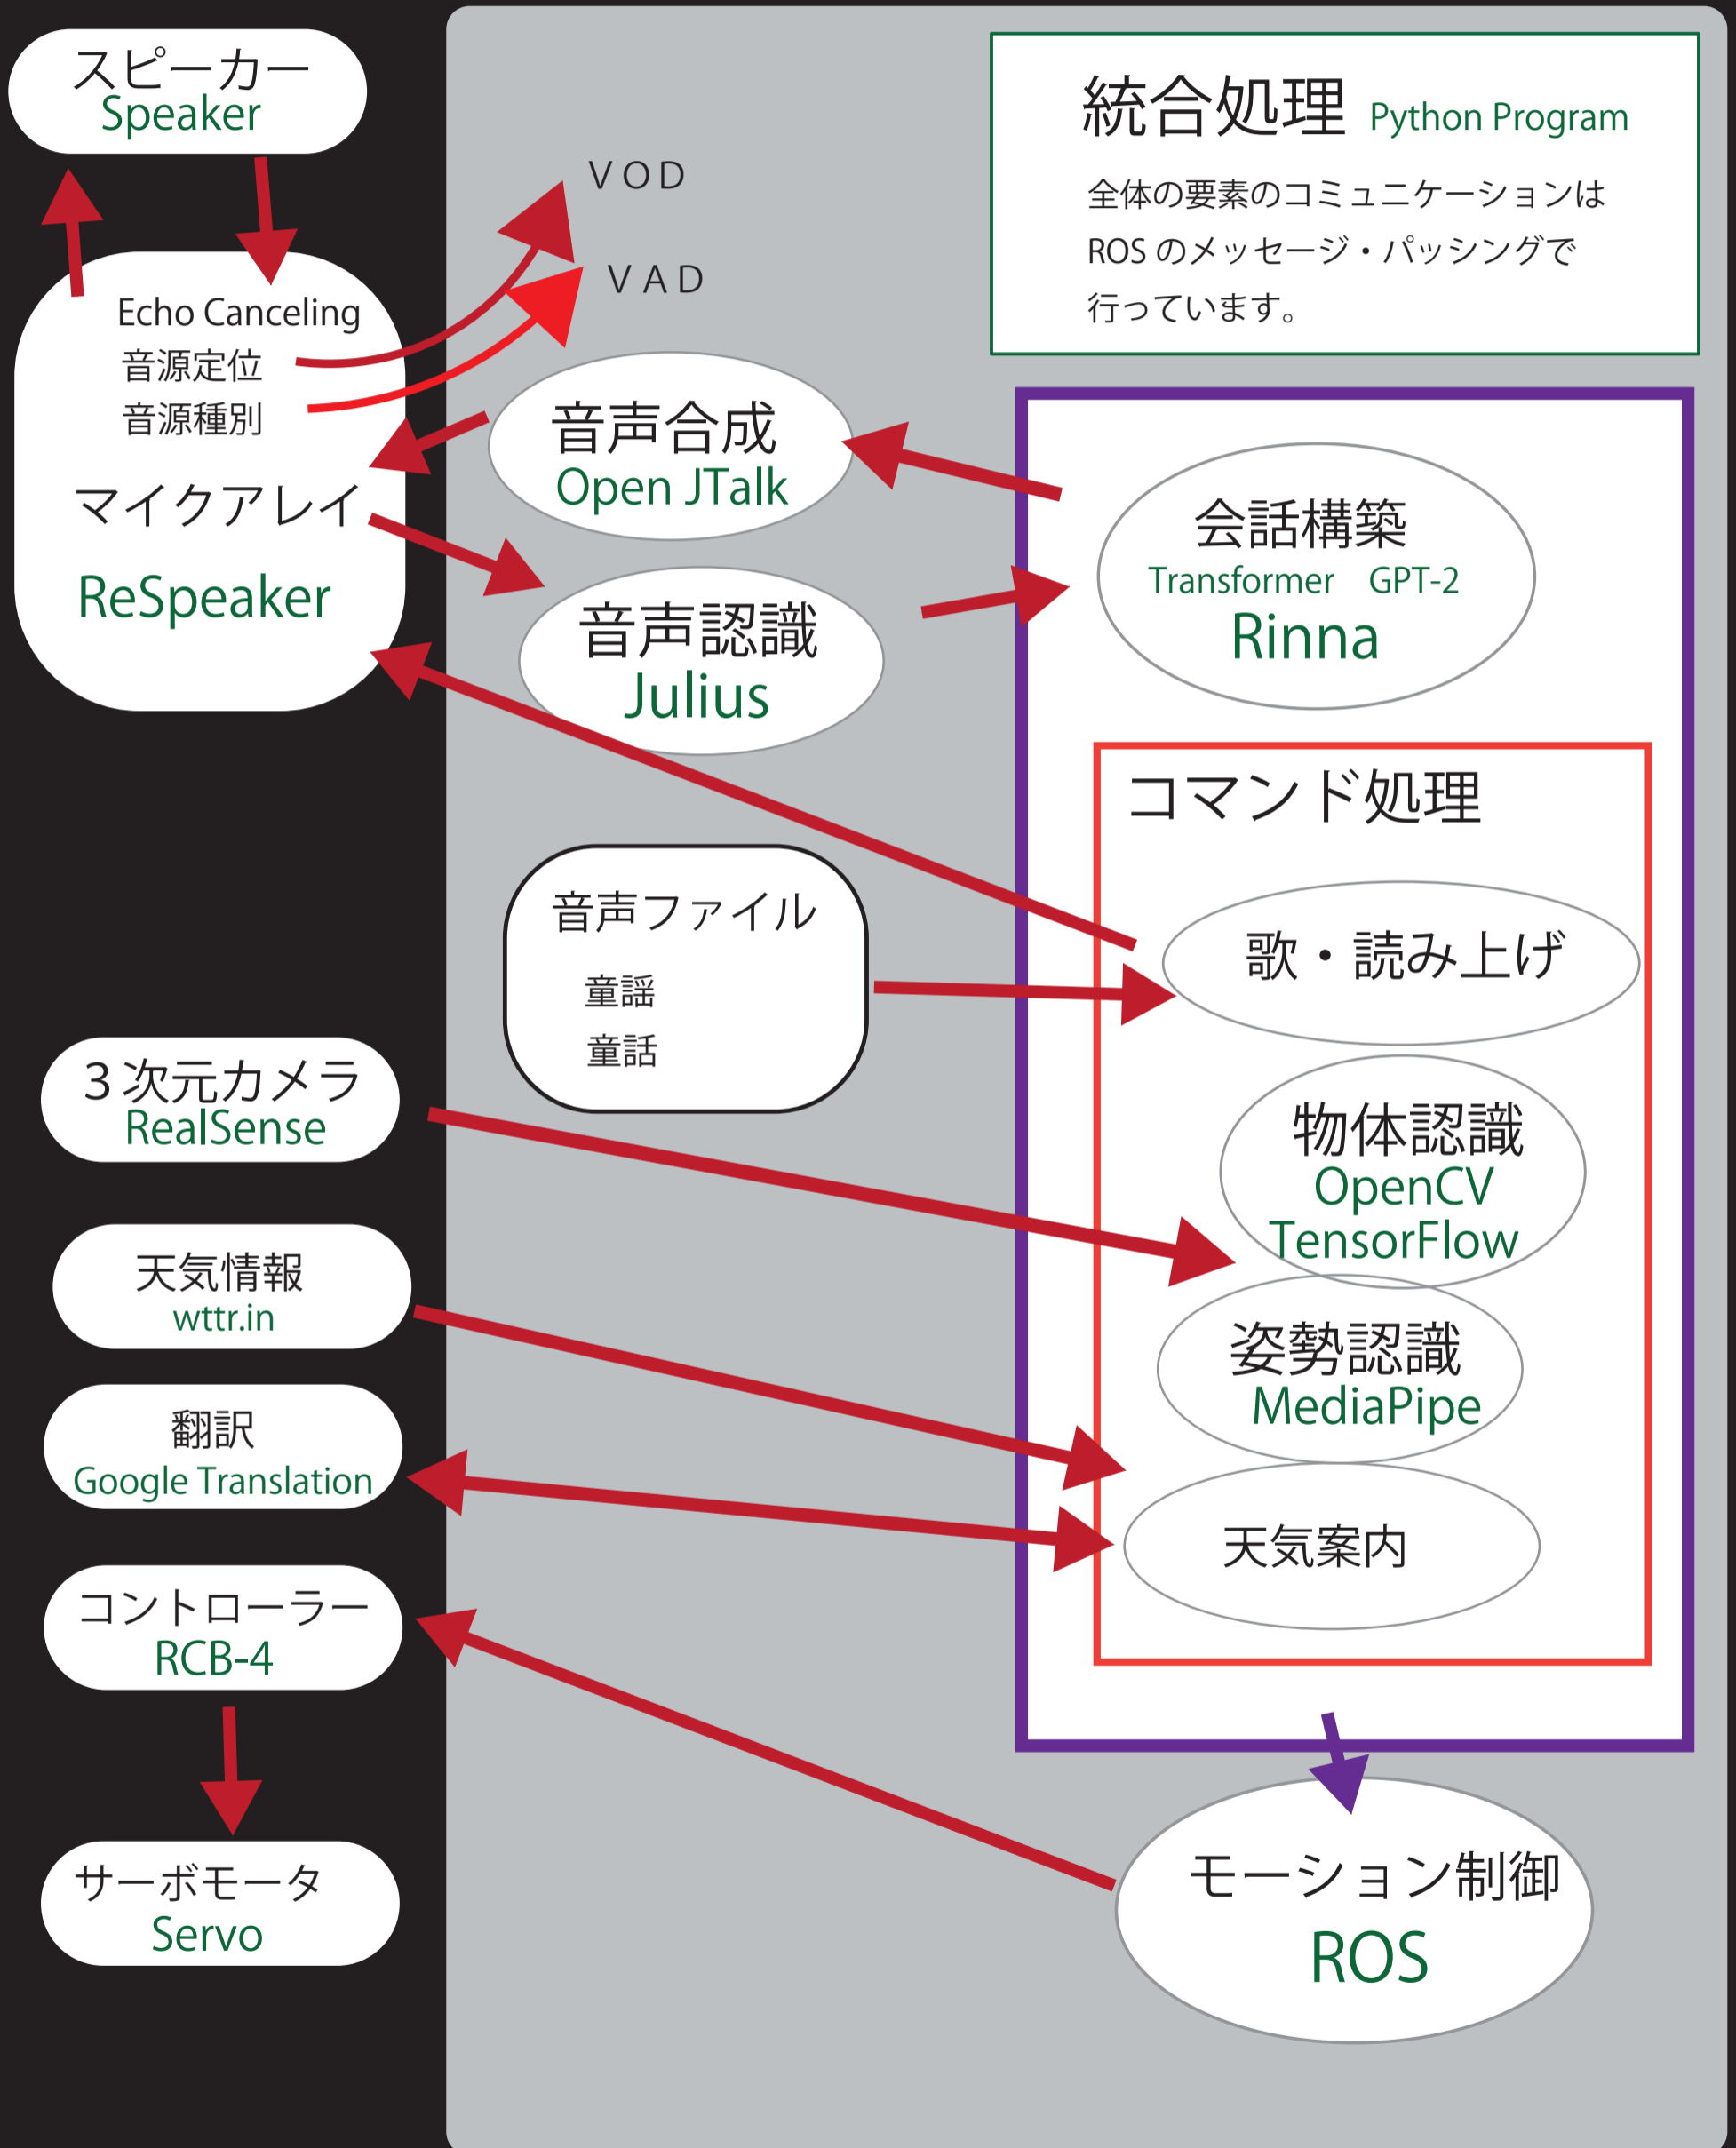 スピーカー
Speaker
Echo Canceling
音源定位
音源種別
マイクアレイ
ReSpeaker
VOD
VAD
統合処理 Python Program
全体の要素のコミュニケーションは
ROS のメッセージ・パッシングで
行っています。
音声合成
Open JTalk
音声認識
Julius
会話構築
Transformer GPT-2
Rinna
コマンド処理
歌・読み上げ
音声ファイル
童謡
童話
3 次元カメラ
RealSense
物体認識
OpenCV
TensorFlow
天気情報
wttr.in
姿勢認識
MediaPipe
翻訳
Google Translation
天気案内
コントローラー
RCB-4
サーボモータ
Servo
モーション制御
ROS